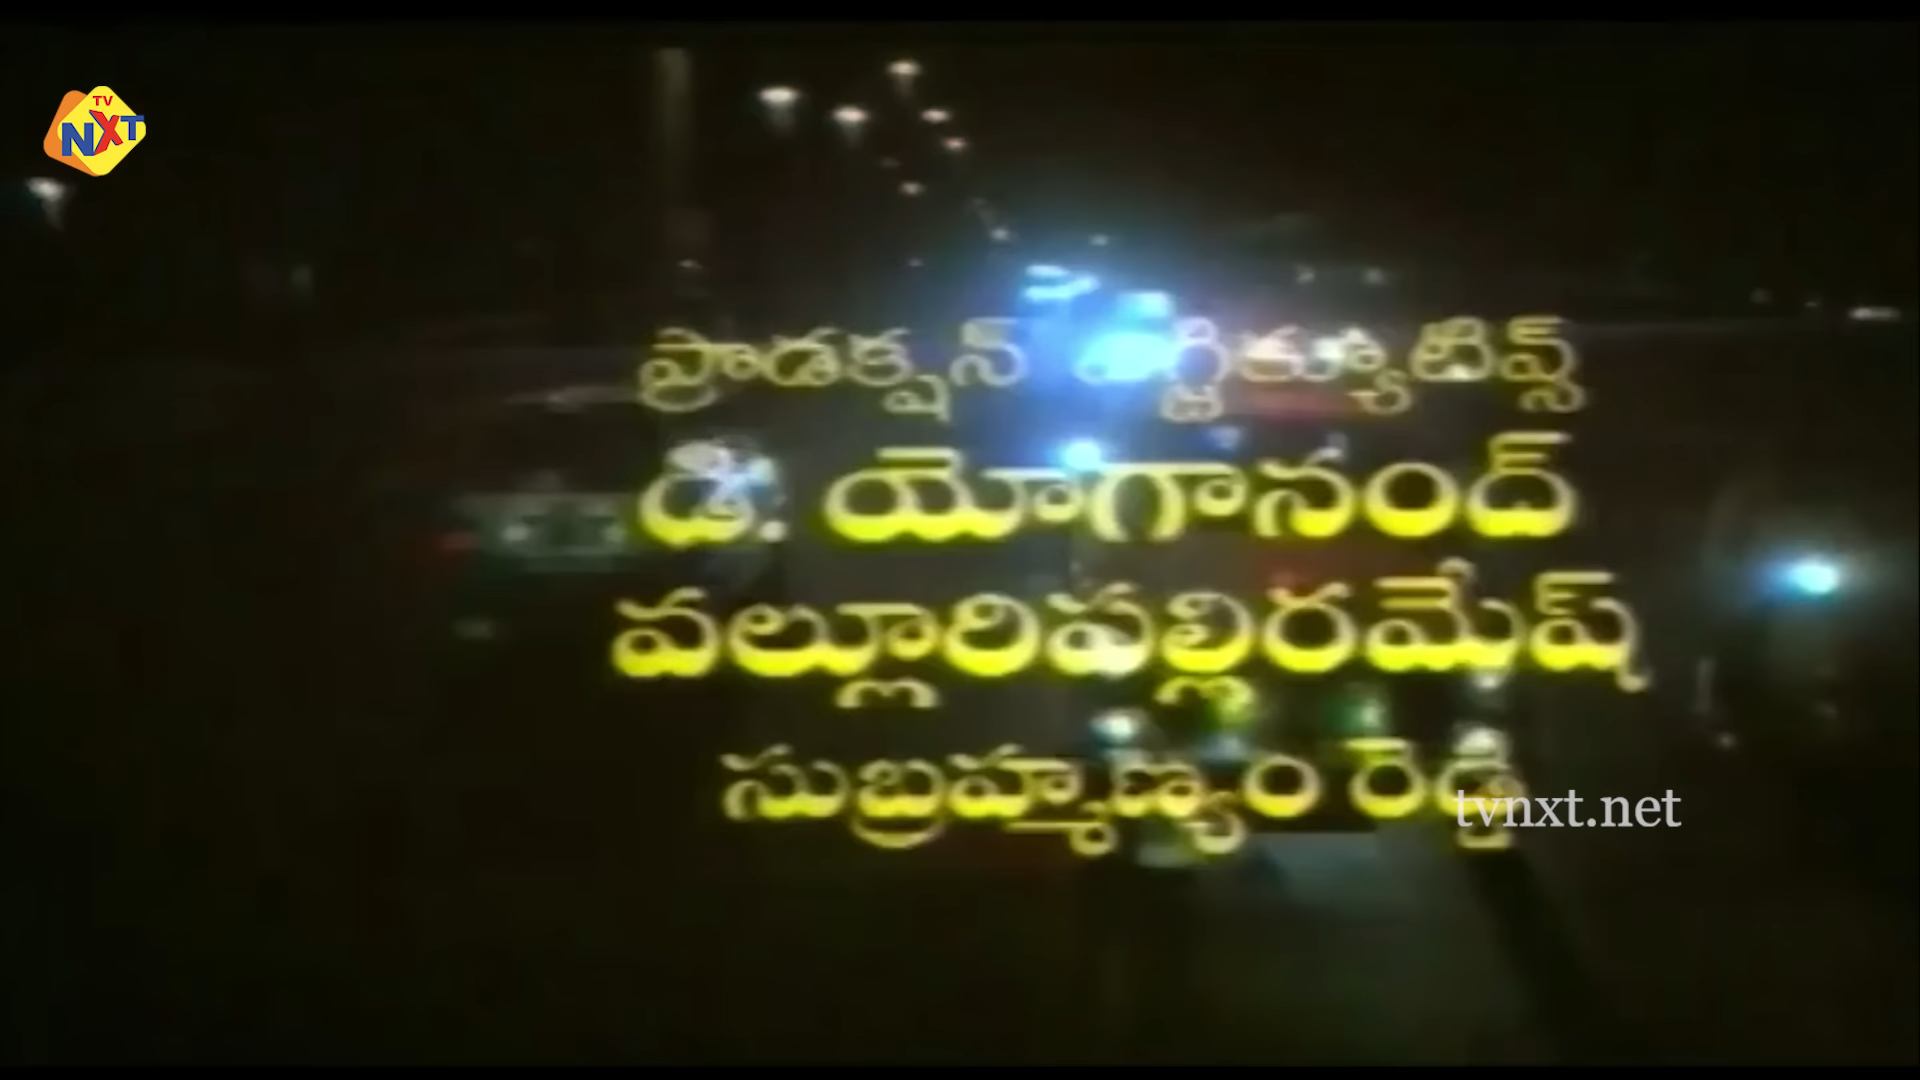 TV
NXT
ప్రొడక్షన్ ఎగ్జిక్యూటివ్స్
డి. యోగానంద్
వల్లూరిపల్లిరమేష్
సుబ్రహ్మణ్యం రెడ్డి
tvnxt.net